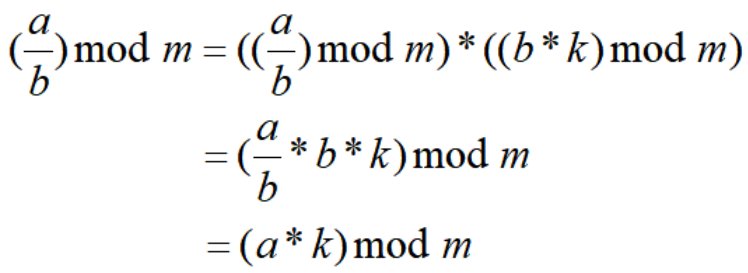 (a/b) mod m = ((a/b) mod m) * ((b * k) mod m)
= (a/b * b * k) mod m
= (a * k) mod m